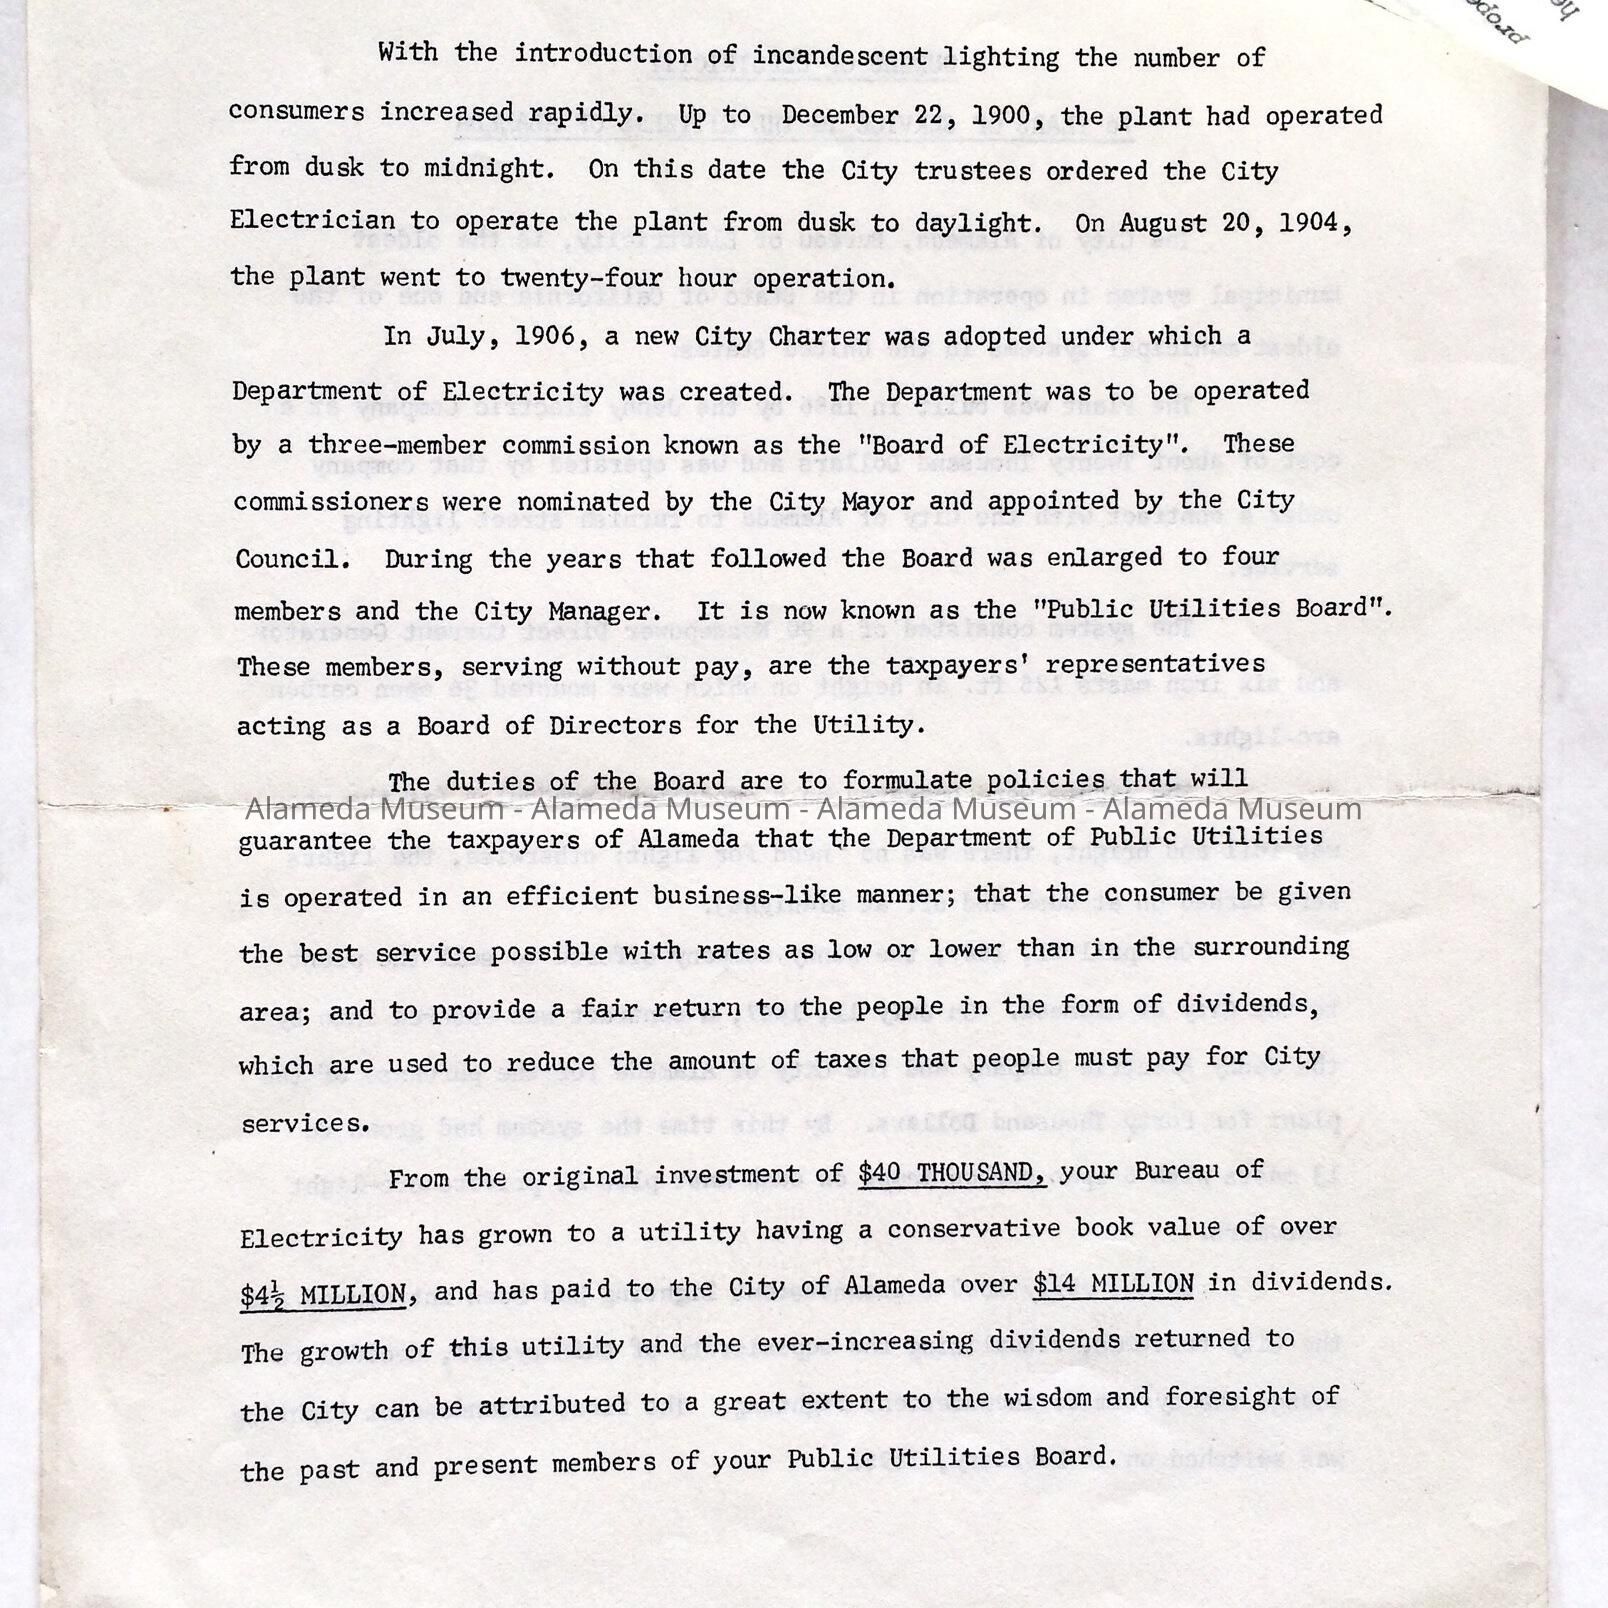 With the introduction of incandescent lighting the number of
consumers increased rapidly. Up to December 22, 1900, the plant had operated
from dusk to midnight. On this date the City trustees ordered the City
Electrician to operate the plant from dusk to daylight. On August 20, 1904,
the plant went to twenty-four hour operation.
In July, 1906, a new City Charter was adopted under which a
Department of Electricity was created. The Department was to be operated
by a three-member commission known as the "Board of Electricity". These
commissioners were nominated by the City Mayor and appointed by the City
Council. During the years that followed the Board was enlarged to four
members and the City Manager. It is now known as the "Public Utilities Board".
These members, serving without pay, are the taxpayers' representatives
acting as a Board of Directors for the Utility.
The duties of the Board are to formulate policies that will
Alameda Museum - Alameda Museum - Alameda Museum - Alameda Museum
guarantee the taxpayers of Alameda that the Department of Public Utilities
is operated in an efficient business-like manner; that the consumer be given
the best service possible with rates as low or lower than in the surrounding
area; and to provide a fair return to the people in the form of dividends,
which are used to reduce the amount of taxes that people must pay for City
services.
From the original investment of $40 THOUSAND, your Bureau of
Electricity has grown to a utility having a conservative book value of over
$4½ MILLION, and has paid to the City of Alameda over $14 MILLION in dividends.
The growth of this utility and the ever-increasing dividends returned to
the City can be attributed to a great extent to the wisdom and foresight of
the past and present members of your Public Utilities Board.